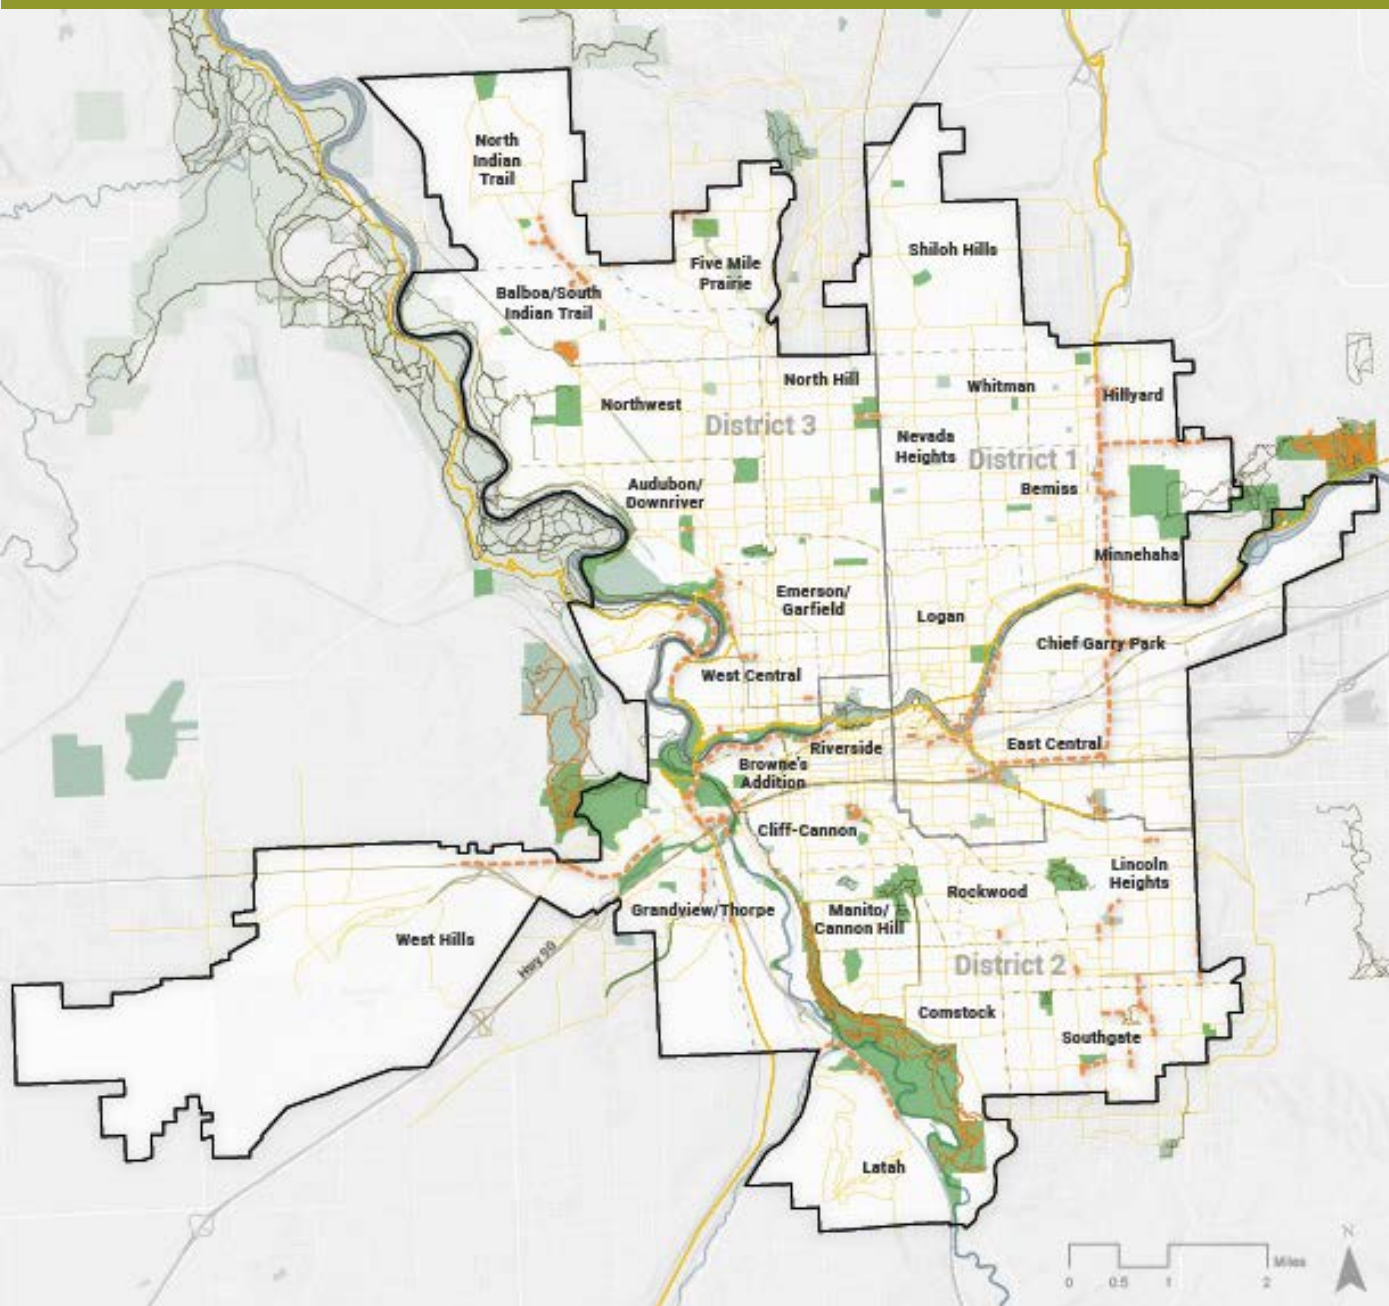 North
Indian
Trail
Shiloh Hills
Five Mile
Prairie
Balboa/South
Indian Trail
North Hill
Whitman
Hillyard
Northwest
District 3
Nevada
Heights
District 1
Bemiss
Audubon/
Downriver
Minnehaha
Emerson/
Garfield
Logan
Chief Garry Park
West Central
Riverside
East Central
Browne's
Addition
Cliff-Cannon
Lincoln
Heights
Rockwood
Grandview/Thorpe
Manito/
Cannon Hill
West Hills
Hwy 90
District 2
Comstock
Southgate
Latah
N
Miles
0 0.5 1 2